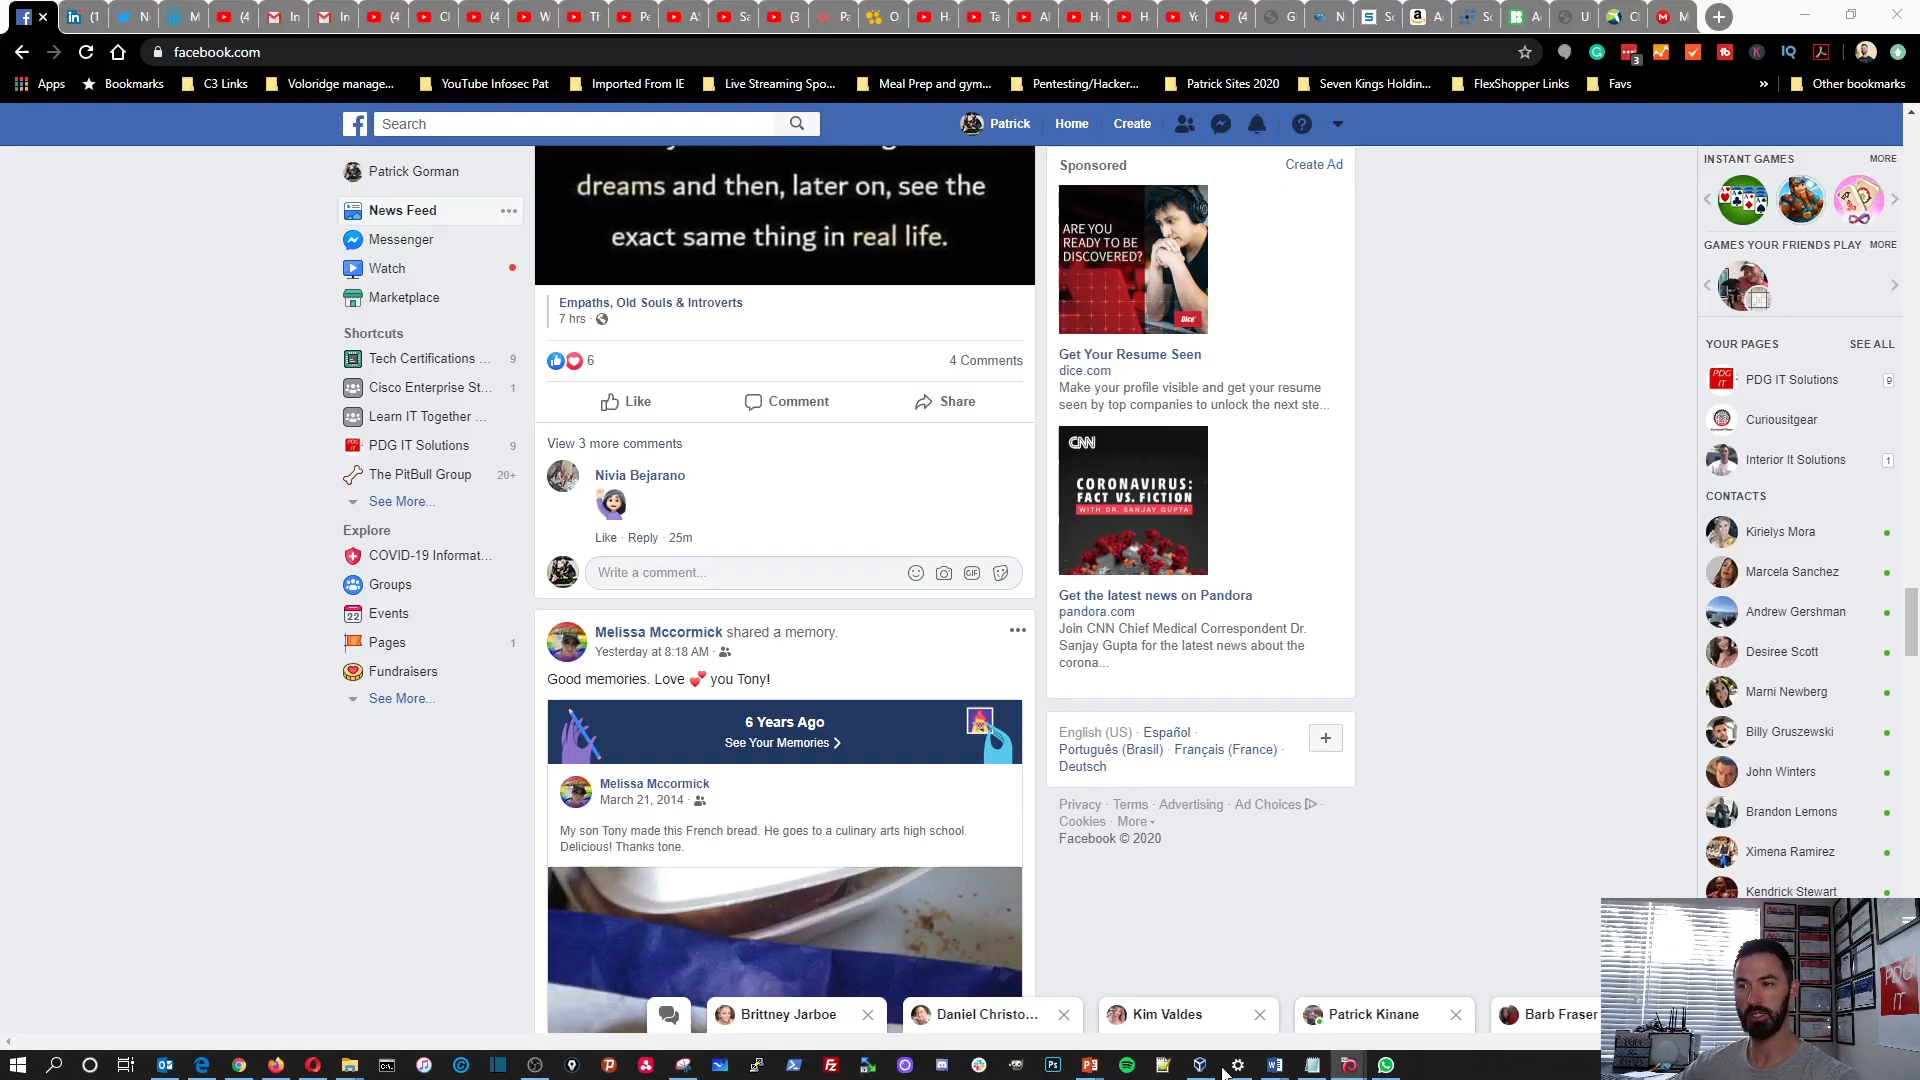 facebook.com
Apps
Bookmarks
C3 Links
Voloridge manage...
YouTube Infosec Pat
Imported From IE
Live Streaming Spo...
Meal Prep and gym...
Pentesting/Hacker...
Patrick Sites 2020
Seven Kings Holdin...
FlexShopper Links
Favs
Other bookmarks
Search
Patrick
Home
Create
Patrick Gorman
News Feed
Messenger
Watch
Marketplace
Shortcuts
Tech Certifications ... 9
Cisco Enterprise St... 1
Learn IT Together ...
PDG IT Solutions 9
The PitBull Group 20+
See More...
Explore
COVID-19 Informat...
Groups
Events
Pages 1
Fundraisers
See More...
dreams and then, later on, see the
exact same thing in real life.
Empaths, Old Souls & Introverts
7 hrs ·
6
4 Comments
Like
Comment
Share
View 3 more comments
Nivia Bejarano
Like · Reply · 25m
Write a comment...
GIF
Melissa Mccormick shared a memory.
Yesterday at 8:18 AM ·
Good memories. Love 💕 you Tony!
6 Years Ago
See Your Memories
Melissa Mccormick
March 21, 2014 ·
My son Tony made this French bread. He goes to a culinary arts high school.
Delicious! Thanks tone.
Sponsored
Create Ad
ARE YOU
READY TO BE
DISCOVERED?
Dice
Get Your Resume Seen
dice.com
Make your profile visible and get your resume
seen by top companies to unlock the next ste...
CNN
CORONAVIRUS:
FACT VS. FICTION
WITH DR. SANJAY GUPTA
Get the latest news on Pandora
pandora.com
Join CNN Chief Medical Correspondent Dr.
Sanjay Gupta for the latest news about the
corona...
English (US) · Español ·
Português (Brasil) · Français (France) ·
Deutsch
Privacy · Terms · Advertising · Ad Choices ·
Cookies · More
Facebook © 2020
INSTANT GAMES
MORE
GAMES YOUR FRIENDS PLAY
MORE
YOUR PAGES
SEE ALL
PDG IT Solutions 9
Curiousitgear
Interior It Solutions 1
CONTACTS
Kirielys Mora
Marcela Sanchez
Andrew Gershman
Desiree Scott
Marni Newberg
Billy Gruszewski
John Winters
Brandon Lemons
Ximena Ramirez
Kendrick Stewart
Brittney Jarboe
Daniel Christo...
Kim Valdes
Patrick Kinane
Barb Fraser
PDG
IT